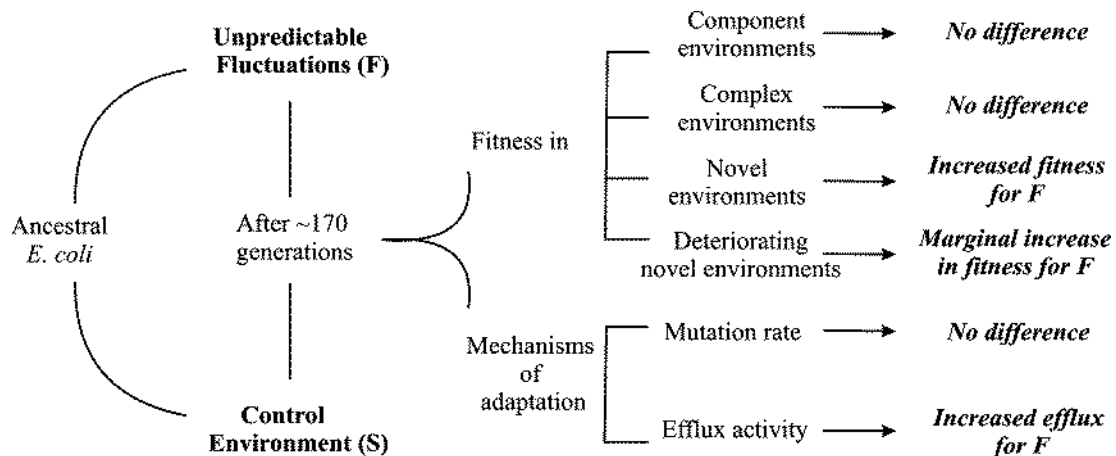 Unpredictable
Fluctuations (F)
Ancestral
E. coli
After ~170
generations
Control
Environment (S)
Fitness in
Component
environments
No difference
Complex
environments
No difference
Novel
environments
Increased fitness
for F
Deteriorating
novel environments
Marginal increase
in fitness for F
Mechanisms
of
adaptation
Mutation rate
No difference
Efflux activity
Increased efflux
for F